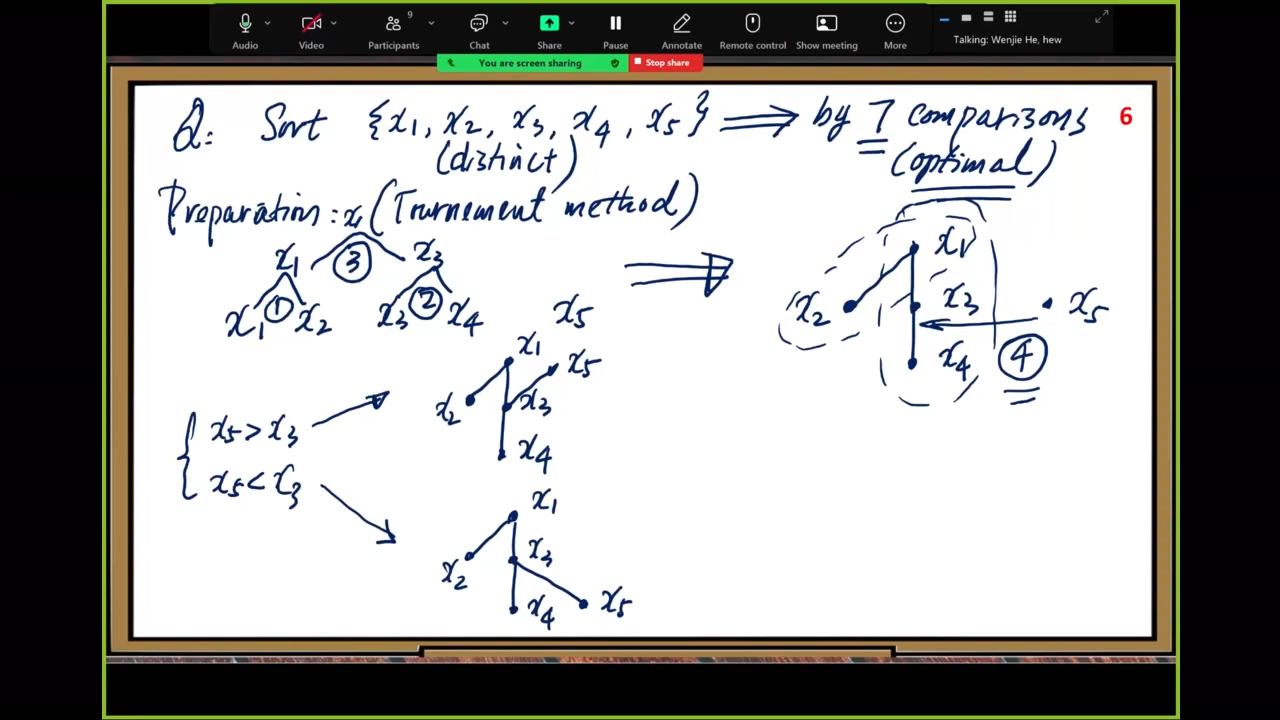 9
Audio Video Participants Chat Share Pause Annotate Remote control Show meeting More
Talking: Wenjie He, hew
You are screen sharing Stop share
Q: Sort {x1, x2, x3, x4, x5} ⟹ by 7 comparisons 6
(distinct) (optimal)
Preparation: (Tournement method)
x1
x1 ③ x3
x1 ① x2 x3 ② x4 x5
x1
x2 x3 x5
x4 ④
x1 x5
x2 x3
x4
x5 > x3
x5 < x3
x1
x3
x2
x4 x5